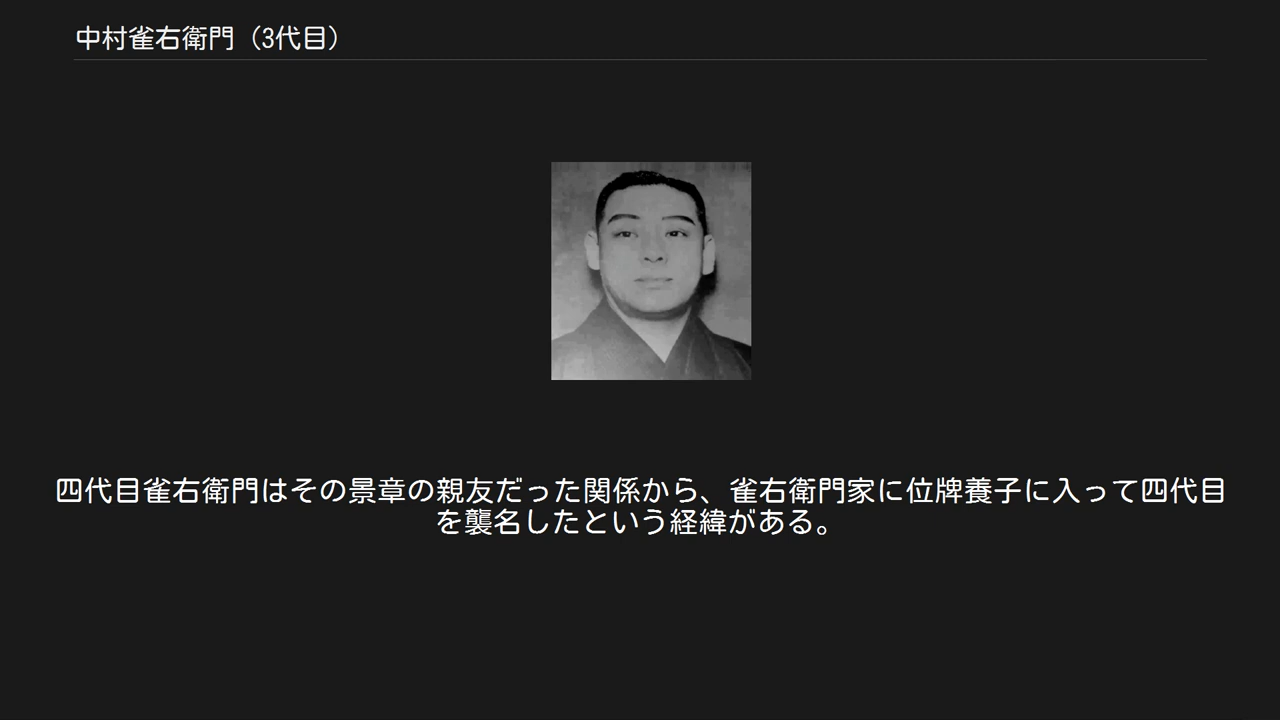 中村雀右衛門（3代目）
四代目雀右衛門はその景章の親友だった関係から、雀右衛門家に位牌養子に入って四代目
を襲名したという経緯がある。